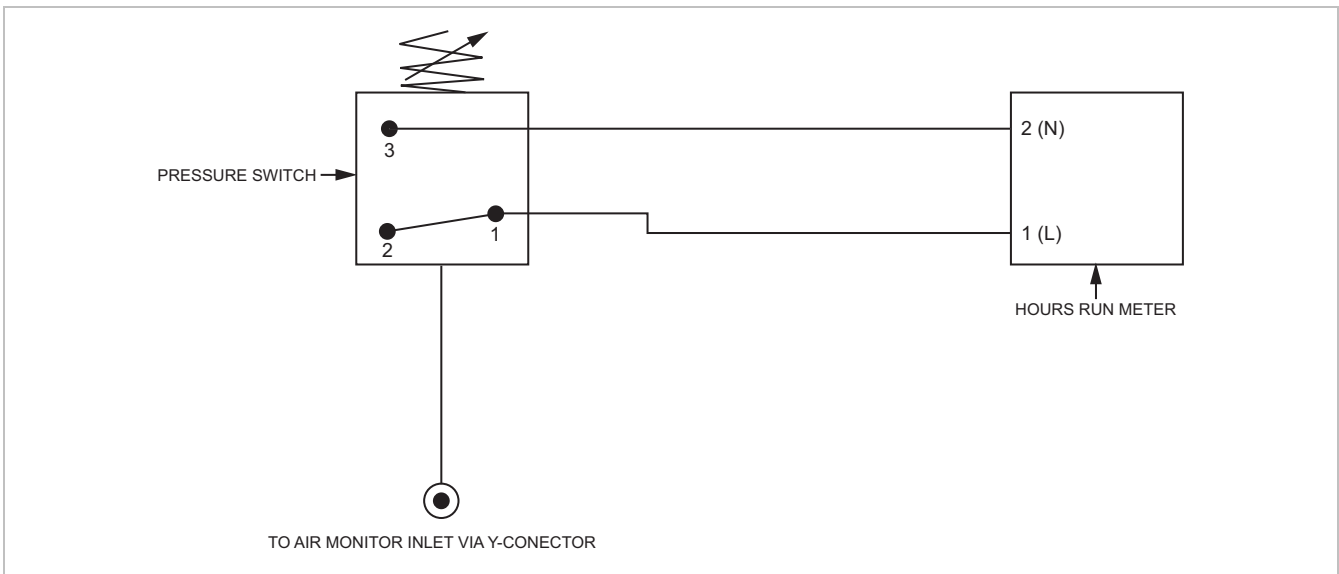 3
2 (N)
PRESSURE SWITCH
2
1
1 (L)
HOURS RUN METER
TO AIR MONITOR INLET VIA Y-CONECTOR